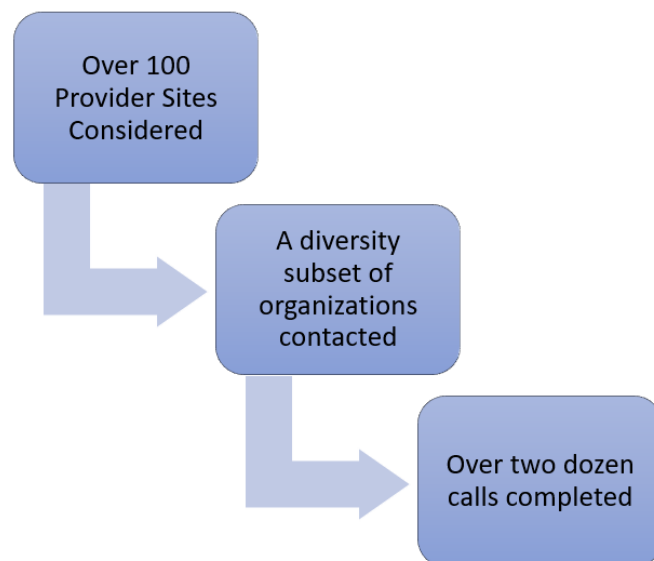 Over 100
Provider Sites
Considered
A diversity
subset of
organizations
contacted
Over two dozen
calls completed